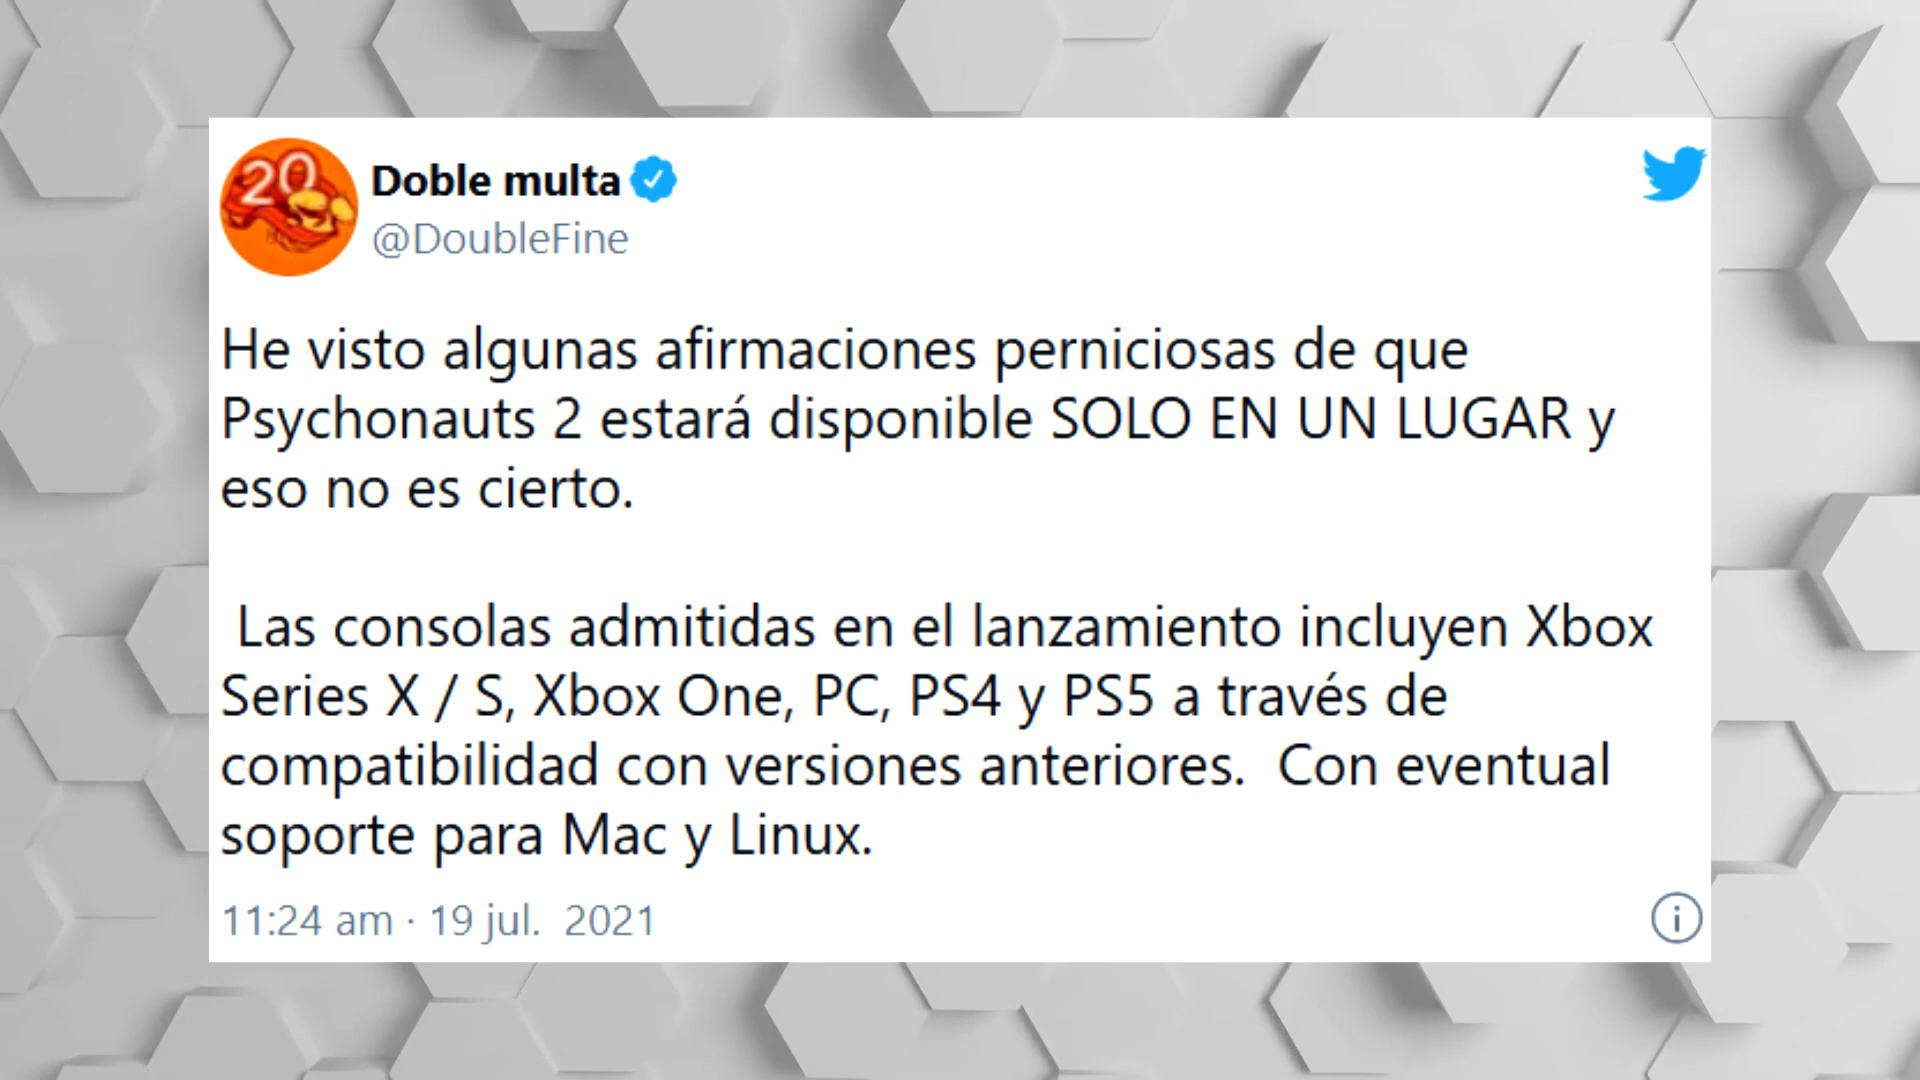 20
Doble multa
@DoubleFine
He visto algunas afirmaciones perniciosas de que
Psychonauts 2 estará disponible SOLO EN UN LUGAR y
eso no es cierto.
Las consolas admitidas en el lanzamiento incluyen Xbox
Series X / S, Xbox One, PC, PS4 y PS5 a través de
compatibilidad con versiones anteriores.  Con eventual
soporte para Mac y Linux.
11:24 am · 19 jul.  2021